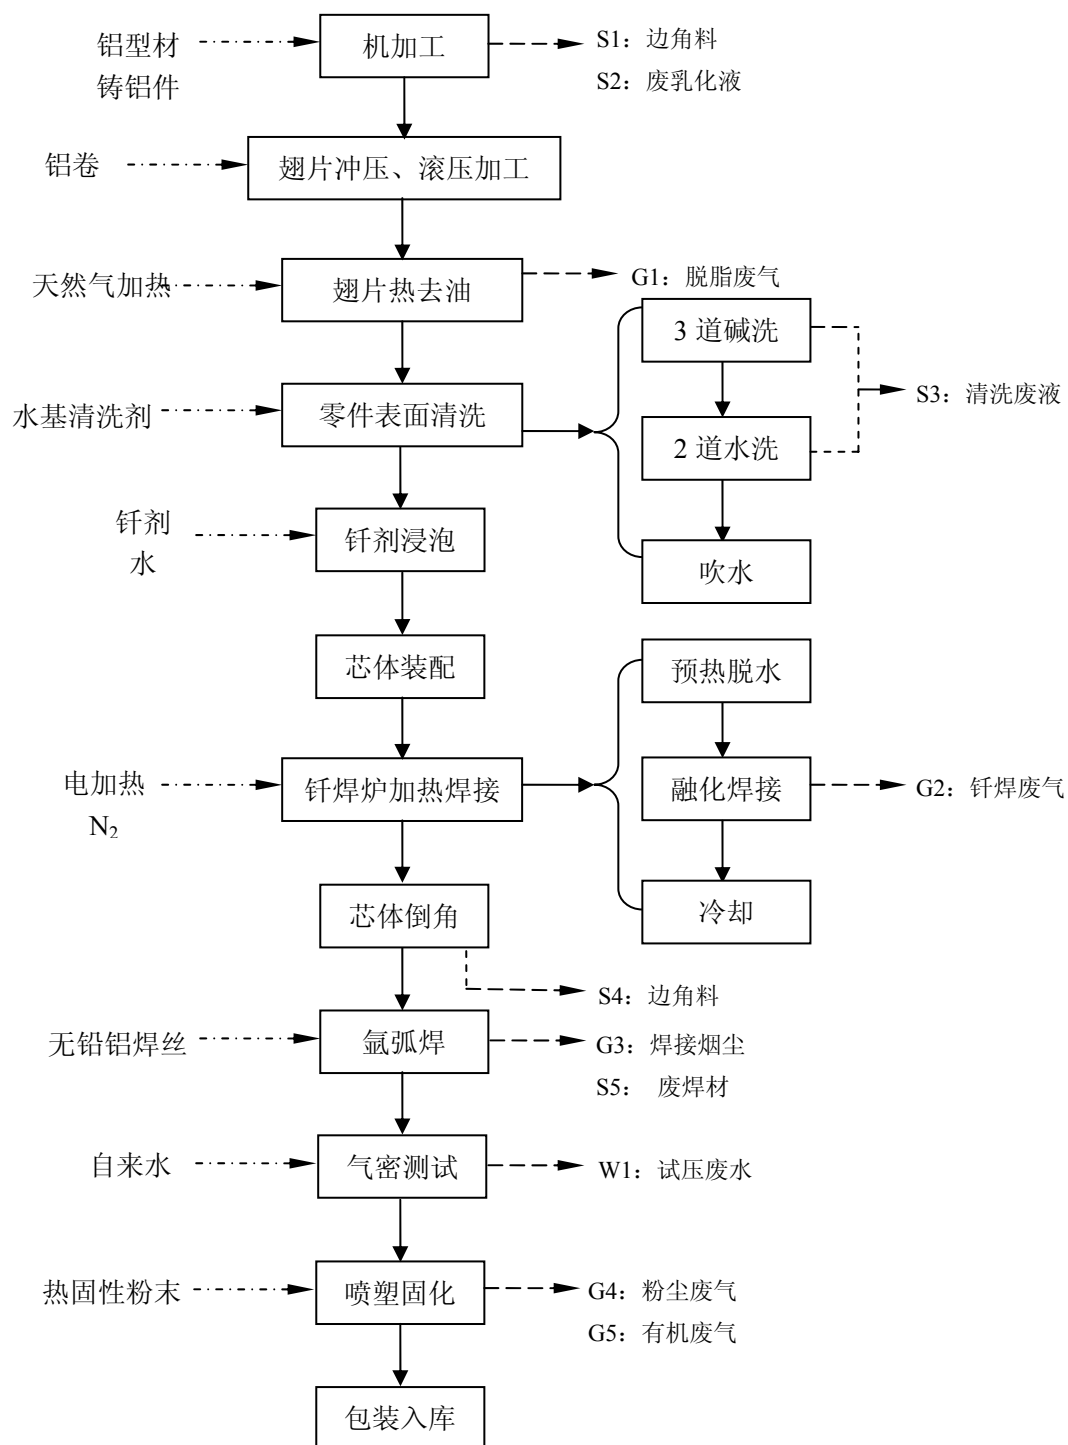 铝型材
铸铝件
机加工
S1：边角料
S2：废乳化液
铝卷
翅片冲压、滚压加工
天然气加热
翅片热去油
G1：脱脂废气
3 道碱洗
水基清洗剂
零件表面清洗
S3：清洗废液
2 道水洗
钎剂
水
钎剂浸泡
吹水
芯体装配
预热脱水
电加热
N₂
钎焊炉加热焊接
融化焊接
G2：钎焊废气
芯体倒角
冷却
S4：边角料
无铅铝焊丝
氩弧焊
G3：焊接烟尘
S5： 废焊材
自来水
气密测试
W1：试压废水
热固性粉末
喷塑固化
G4：粉尘废气
G5：有机废气
包装入库